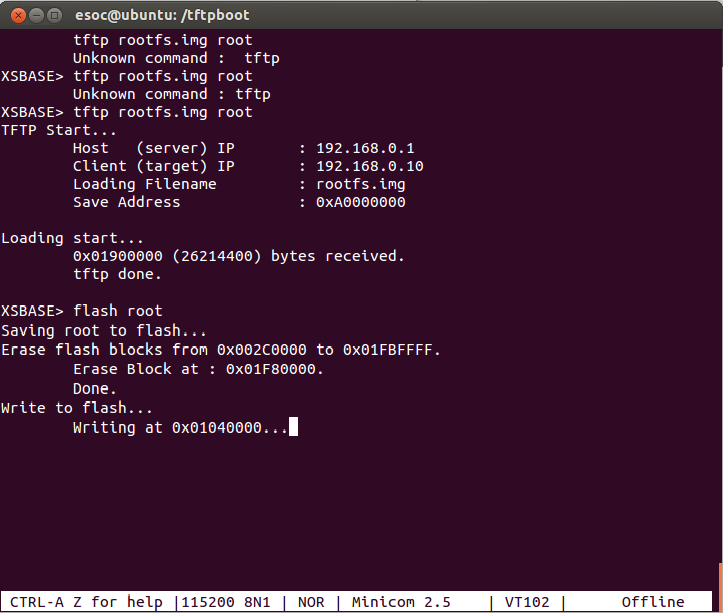 esoc@ubuntu: /tftpboot
tftp rootfs.img root
Unknown command :  tftp
XSBASE> tftp rootfs.img root
Unknown command : tftp
XSBASE> tftp rootfs.img root
TFTP Start...
Host   (server) IP       : 192.168.0.1
Client (target) IP       : 192.168.0.10
Loading Filename         : rootfs.img
Save Address             : 0xA0000000
Loading start...
0x01900000 (26214400) bytes received.
tftp done.
XSBASE> flash root
Saving root to flash...
Erase flash blocks from 0x002C0000 to 0x01FBFFFF.
Erase Block at : 0x01F80000.
Done.
Write to flash...
Writing at 0x01040000...
CTRL-A Z for help |115200 8N1 | NOR | Minicom 2.5    | VT102 |      Offline